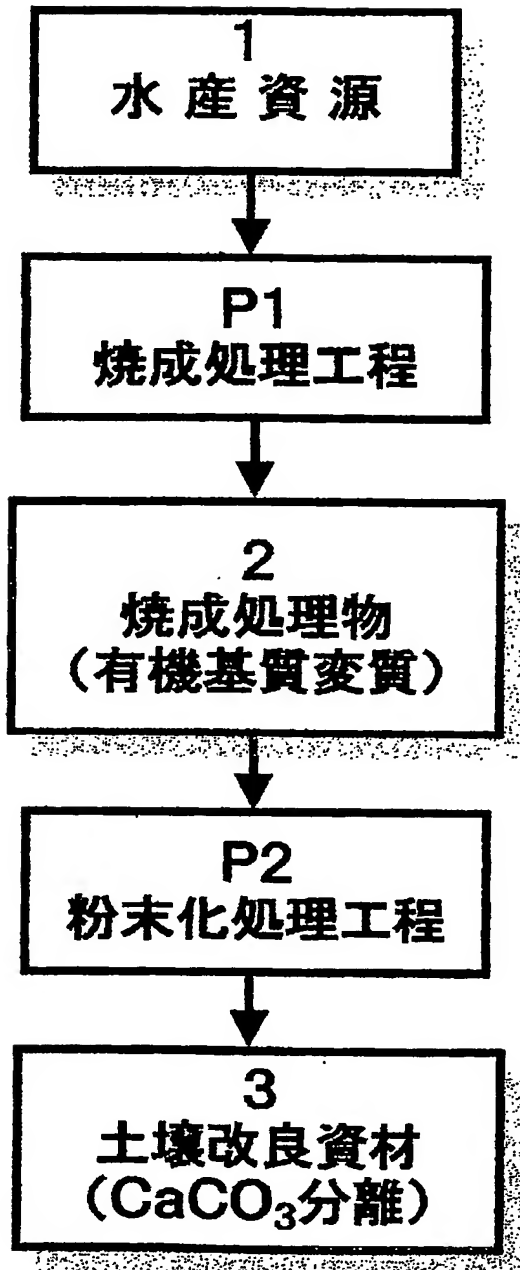 1
水産資源
P1
焼成処理工程
2
焼成処理物
（有機基質変質）
P2
粉末化処理工程
3
土壌改良資材
（CaCO₃分離）